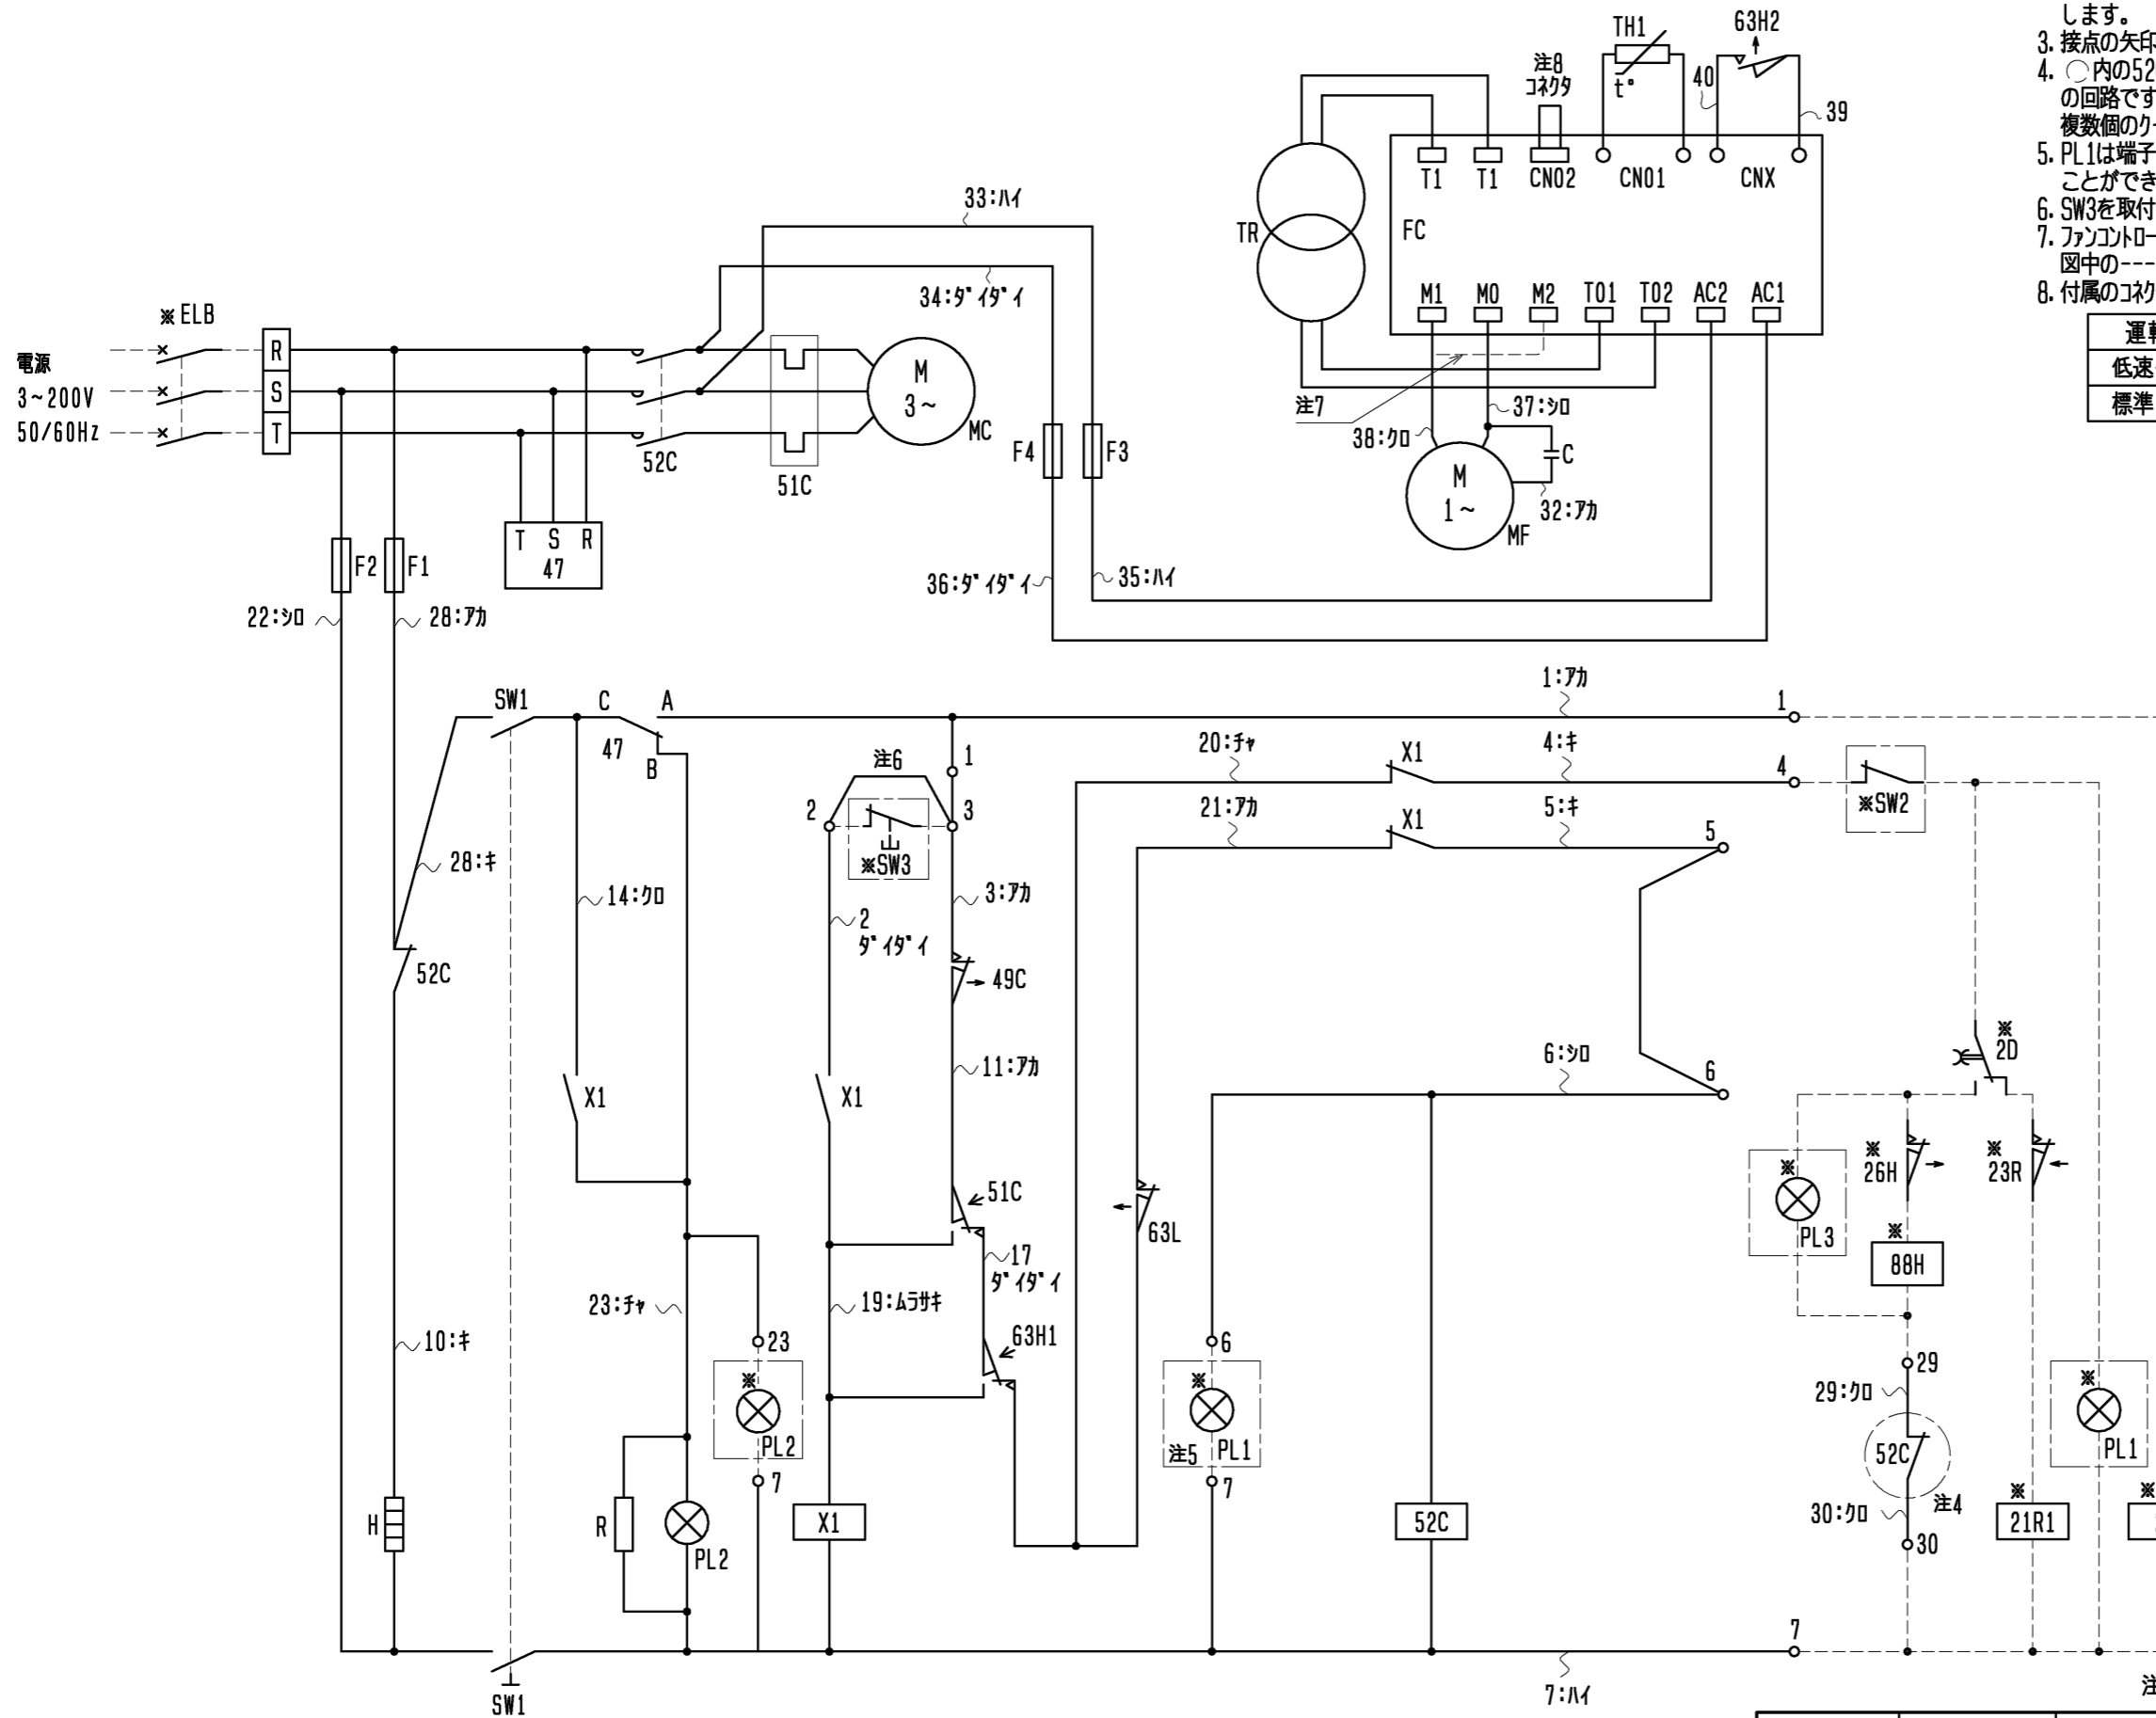 します。
3. 接点の矢印
4. ○内の52
の回路です
複数個のク
5. PL1は端子
ことができ
6. SW3を取付
7. ファンコントロー
図中の----
8. 付属のコネク
運
低速
標準
TH1
t°
63H2
40
39
注8
コネクタ
T1
T1
CN02
CN01
CNX
TR
FC
M1
M0
M2
T01
T02
AC2
AC1
注7
38:クロ
37:シロ
C
32:アカ
M
1~
MF
33:ハイ
34:ダイダイ
※ELB
電源
3~200V
50/60Hz
R
S
T
52C
51C
M
3~
MC
F4
F3
T S R
47
F2
F1
22:シロ
28:アカ
36:ダイダイ
35:ハイ
SW1
C
A
47
B
1:アカ
1
注6
1
2
3
※SW3
20:チャ
X1
4:キ
4
※SW2
21:アカ
X1
5:キ
5
28:キ
14:クロ
2
ダイダイ
3:アカ
52C
49C
11:アカ
X1
X1
6:シロ
6
※
2D
51C
63L
17
ダイダイ
※
26H
※
23R
※
PL3
※
88H
23:チャ
19:ムラサキ
63H1
10:キ
23
※
PL2
7
6
※
注5
PL1
7
29
29:クロ
52C
注4
30:クロ
30
※
PL1
H
R
PL2
X1
52C
※
21R1
※
7
7:ハイ
SW1
注